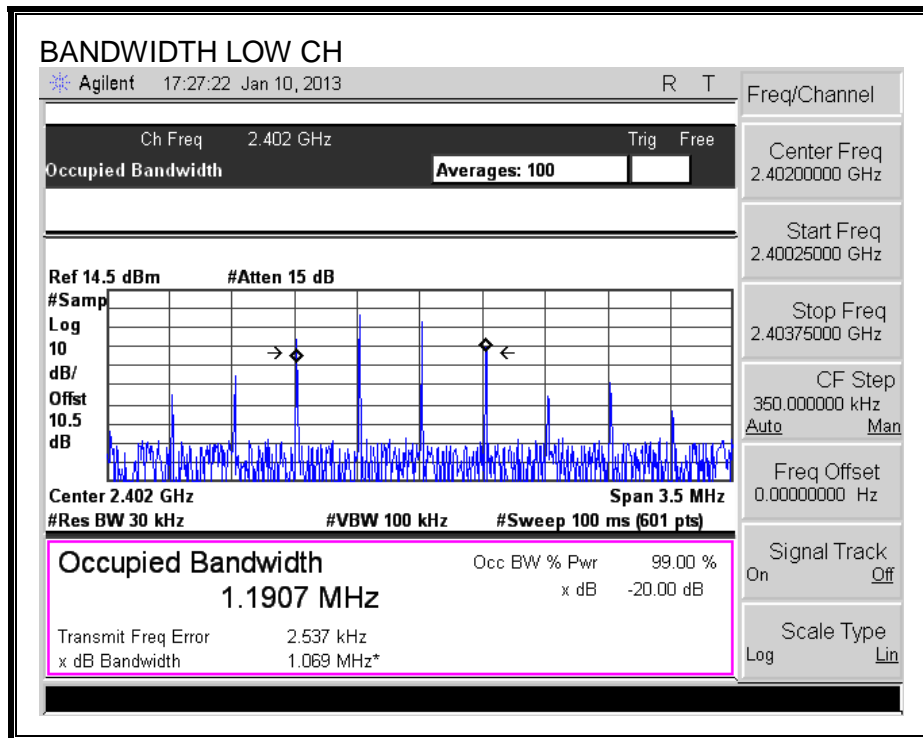 BANDWIDTH LOW CH
Agilent 17:27:22 Jan 10, 2013 R T
Ch Freq 2.402 GHz Trig Free
Occupied Bandwidth Averages: 100
Ref 14.5 dBm #Atten 15 dB
#Samp
Log
10
dB/
Offst
10.5
dB
Center 2.402 GHz Span 3.5 MHz
#Res BW 30 kHz #VBW 100 kHz #Sweep 100 ms (601 pts)
Occupied Bandwidth Occ BW % Pwr 99.00 %
1.1907 MHz x dB -20.00 dB
Transmit Freq Error 2.537 kHz
x dB Bandwidth 1.069 MHz*
Freq/Channel
Center Freq
2.40200000 GHz
Start Freq
2.40025000 GHz
Stop Freq
2.40375000 GHz
CF Step
350.000000 kHz
Auto Man
Freq Offset
0.00000000 Hz
Signal Track
On Off
Scale Type
Log Lin